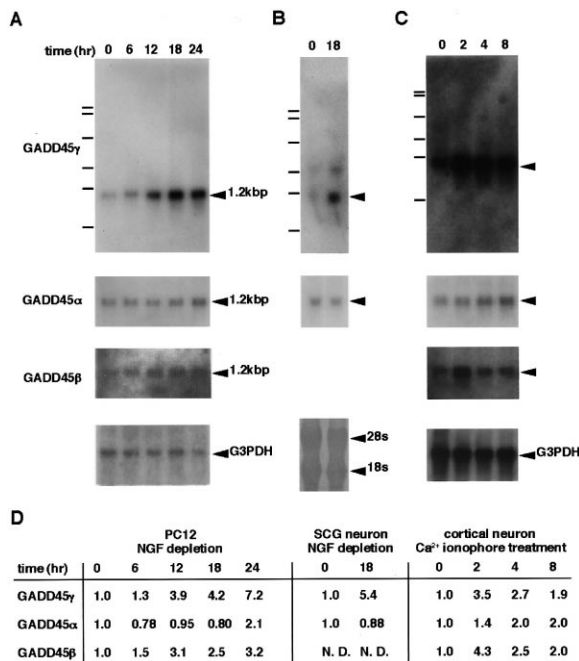 A
B
C
time (hr) 0 6 12 18 24
0 18
0 2 4 8
GADD45γ
1.2kbp
GADD45α
1.2kbp
GADD45β
1.2kbp
28s
18s
G3PDH
G3PDH
D
PC12 SCG neuron cortical neuron
NGF depletion NGF depletion Ca²⁺ ionophore treatment
time (hr) 0 6 12 18 24 0 18 0 2 4 8
GADD45γ 1.0 1.3 3.9 4.2 7.2 1.0 5.4 1.0 3.5 2.7 1.9
GADD45α 1.0 0.78 0.95 0.80 2.1 1.0 0.88 1.0 1.4 2.0 2.0
GADD45β 1.0 1.5 3.1 2.5 3.2 N. D. N. D. 1.0 4.3 2.5 2.0